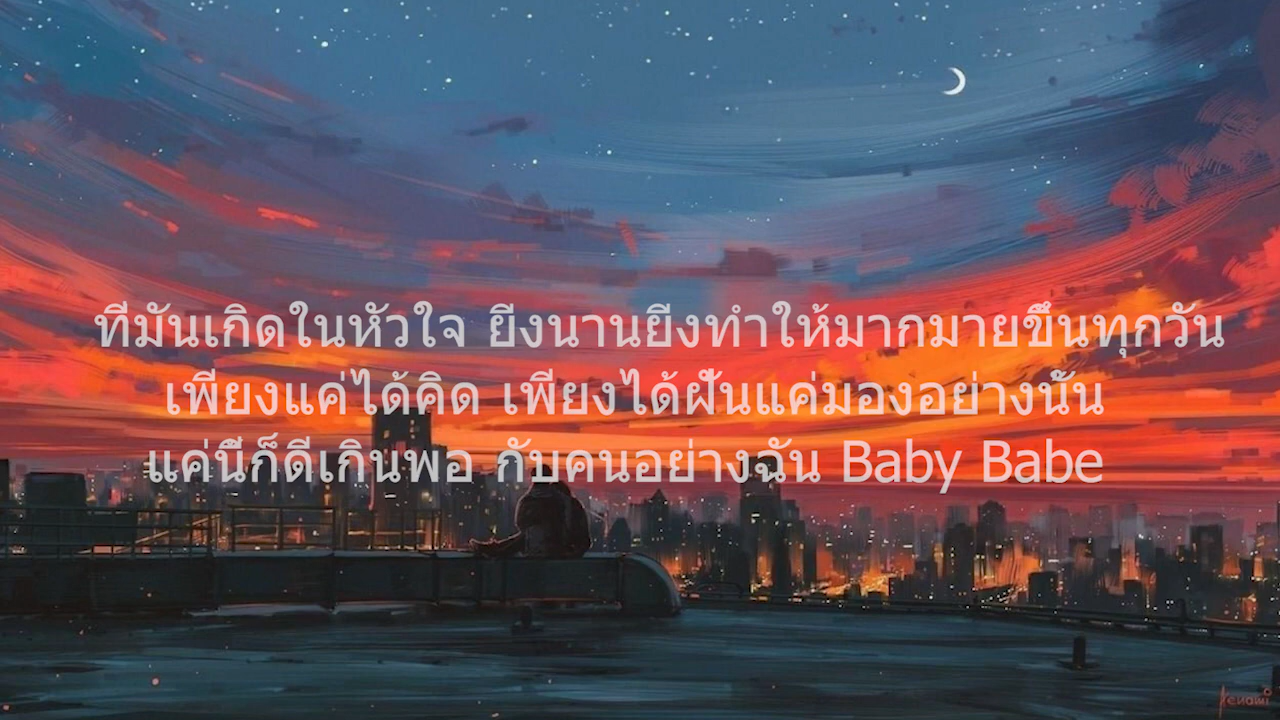 ที่มันเกิดในหัวใจ ยิ่งนานยิ่งทำให้มากมายขึ้นทุกวัน
เพียงแค่ได้คิด เพียงได้ฝันแค่มองอย่างนั้น
แค่นี้ก็ดีเกินพอ กับคนอย่างฉัน Baby Babe